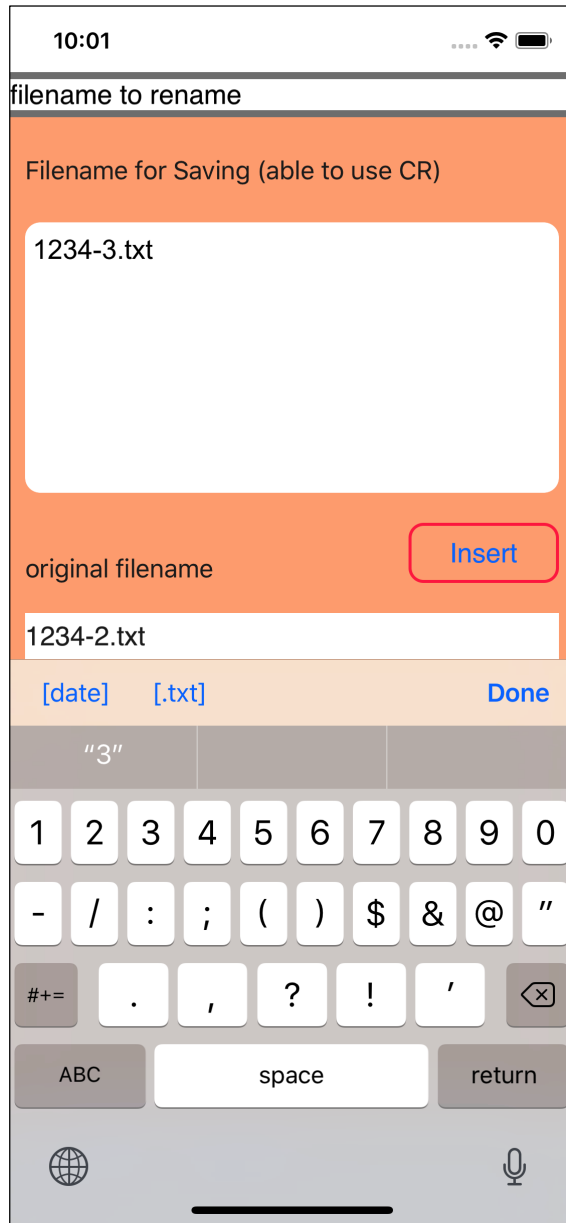 10:01
filename to rename
Filename for Saving (able to use CR)
1234-3.txt
Insert
original filename
1234-2.txt
[date] [.txt] Done
“3”
1 2 3 4 5 6 7 8 9 0
- / : ; ( ) $ & @ "
#+= . , ? ! ′
ABC space return